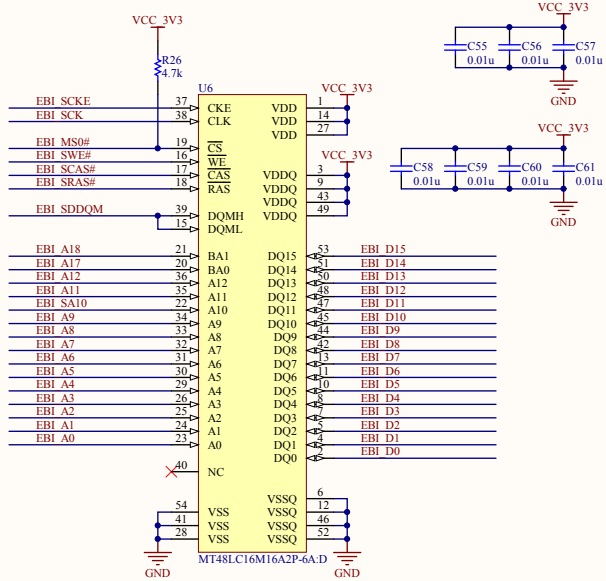 VCC_3V3
R26
4.7k
U6
EBI_SCKE 37 CKE
EBI_SCK 38 CLK
EBI_MS0# 19 CS
EBI_SWE# 16 WE
EBI_SCAS# 17 CAS
EBI_SRAS# 18 RAS
EBI_SDDQM 39 DQMH
15 DQML
EBI_A18 21 BA1
EBI_A17 20 BA0
EBI_A12 36 A12
EBI_A11 35 A11
EBI_SA10 22 A10
EBI_A9 34 A9
EBI_A8 33 A8
EBI_A7 32 A7
EBI_A6 31 A6
EBI_A5 30 A5
EBI_A4 29 A4
EBI_A3 26 A3
EBI_A2 25 A2
EBI_A1 24 A1
EBI_A0 23 A0
40 NC
54 VSS
41 VSS
28 VSS
GND
VCC_3V3
VDD 1
VDD 14
VDD 27
VCC_3V3
VDDQ 3
VDDQ 9
VDDQ 43
VDDQ 49
DQ15 53 EBI_D15
DQ14 51 EBI_D14
DQ13 50 EBI_D13
DQ12 48 EBI_D12
DQ11 47 EBI_D11
DQ10 45 EBI_D10
DQ9 44 EBI_D9
DQ8 42 EBI_D8
DQ7 13 EBI_D7
DQ6 11 EBI_D6
DQ5 10 EBI_D5
DQ4 8 EBI_D4
DQ3 7 EBI_D3
DQ2 5 EBI_D2
DQ1 4 EBI_D1
DQ0 2 EBI_D0
VSSQ 6
VSSQ 12
VSSQ 46
VSSQ 52
MT48LC16M16A2P-6A:D
GND
VCC_3V3
C55 C56 C57
0.01u 0.01u 0.01u
GND
VCC_3V3
C58 C59 C60 C61
0.01u 0.01u 0.01u 0.01u
GND